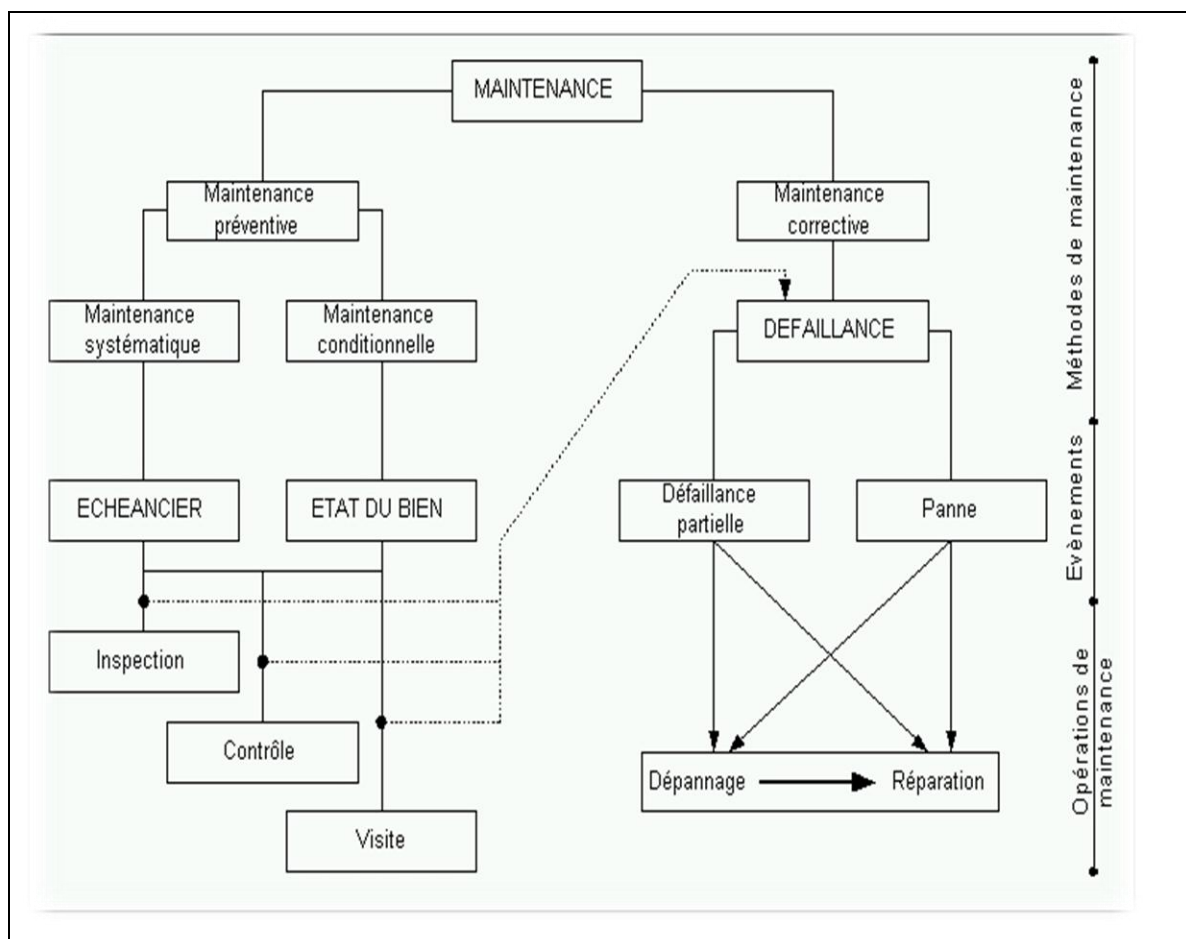 MAINTENANCE
Maintenance
préventive
Maintenance
corrective
Maintenance
systématique
Maintenance
conditionnelle
DEFAILLANCE
ECHEANCIER
ETAT DU BIEN
Défaillance
partielle
Panne
Inspection
Contrôle
Visite
Dépannage
Réparation
Méthodes de maintenance
Evènements
Opérations de
maintenance